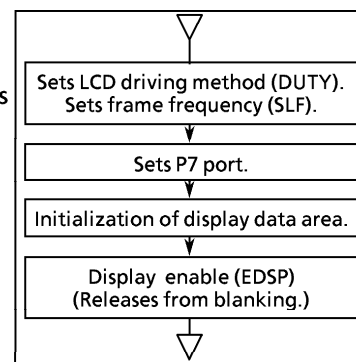 s
Sets LCD driving method (DUTY).
Sets frame frequency (SLF).
Sets P7 port.
Initialization of display data area.
Display enable (EDSP)
(Releases from blanking.)